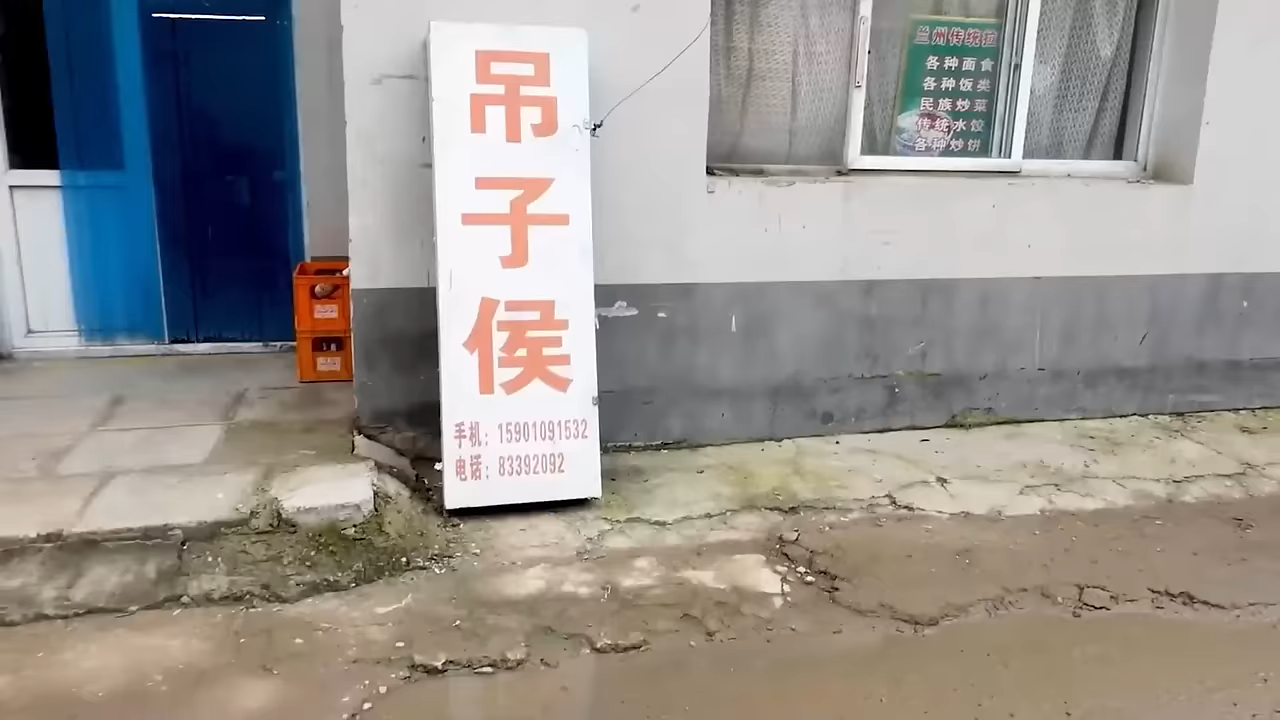 吊子侯
手机：15901091532
电话：83392092
兰州传统拉
各种面食
各种饭类
民族炒菜
传统水饺
各种炒饼